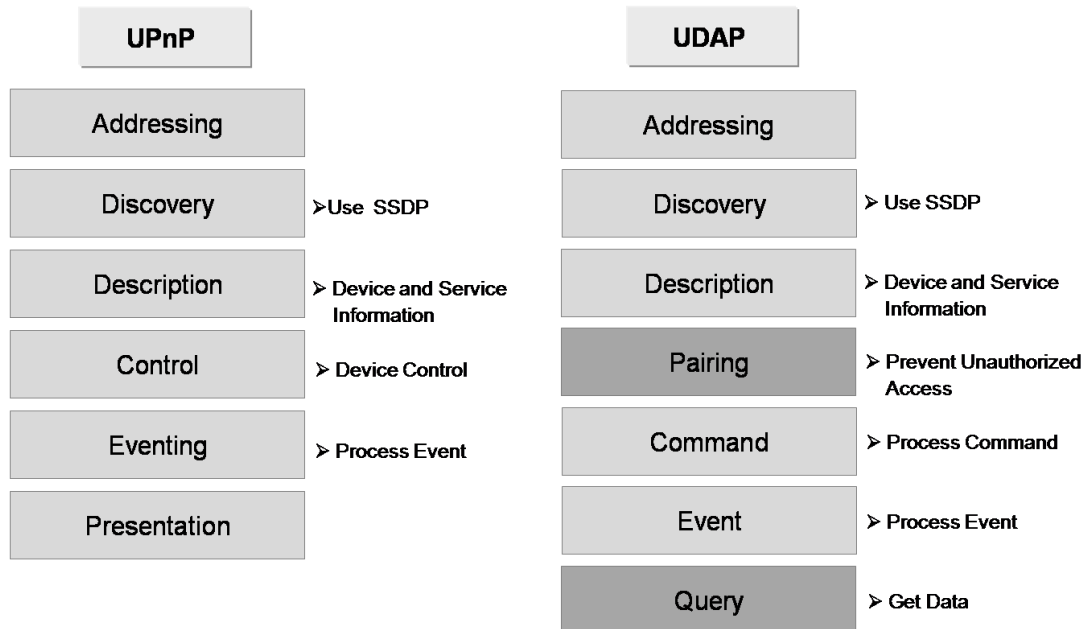 UPnP
Addressing
Discovery
➢Use SSDP
Description
➢ Device and Service
Information
Control
➢ Device Control
Eventing
➢ Process Event
Presentation
UDAP
Addressing
Discovery
➢ Use SSDP
Description
➢ Device and Service
Information
Pairing
➢ Prevent Unauthorized
Access
Command
➢ Process Command
Event
➢ Process Event
Query
➢ Get Data